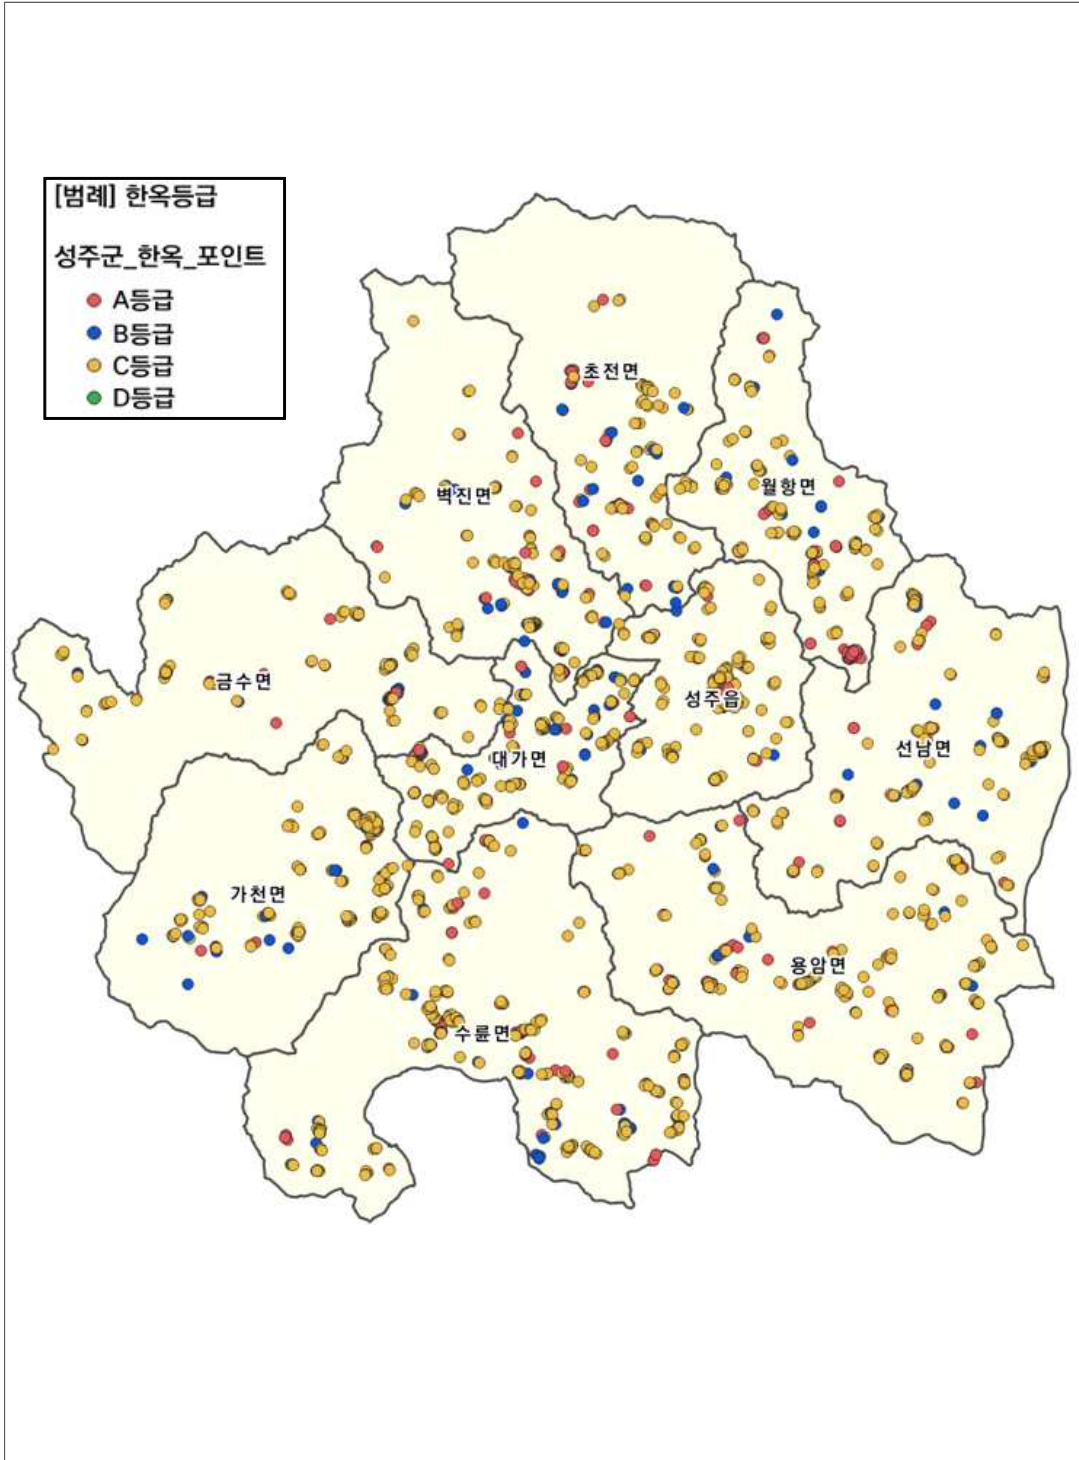 [범례] 한옥등급
성주군_한옥_포인트
A등급
B등급
C등급
D등급
초전면
월항면
벽진면
금수면
성주읍
선남면
대가면
가천면
용암면
수륜면